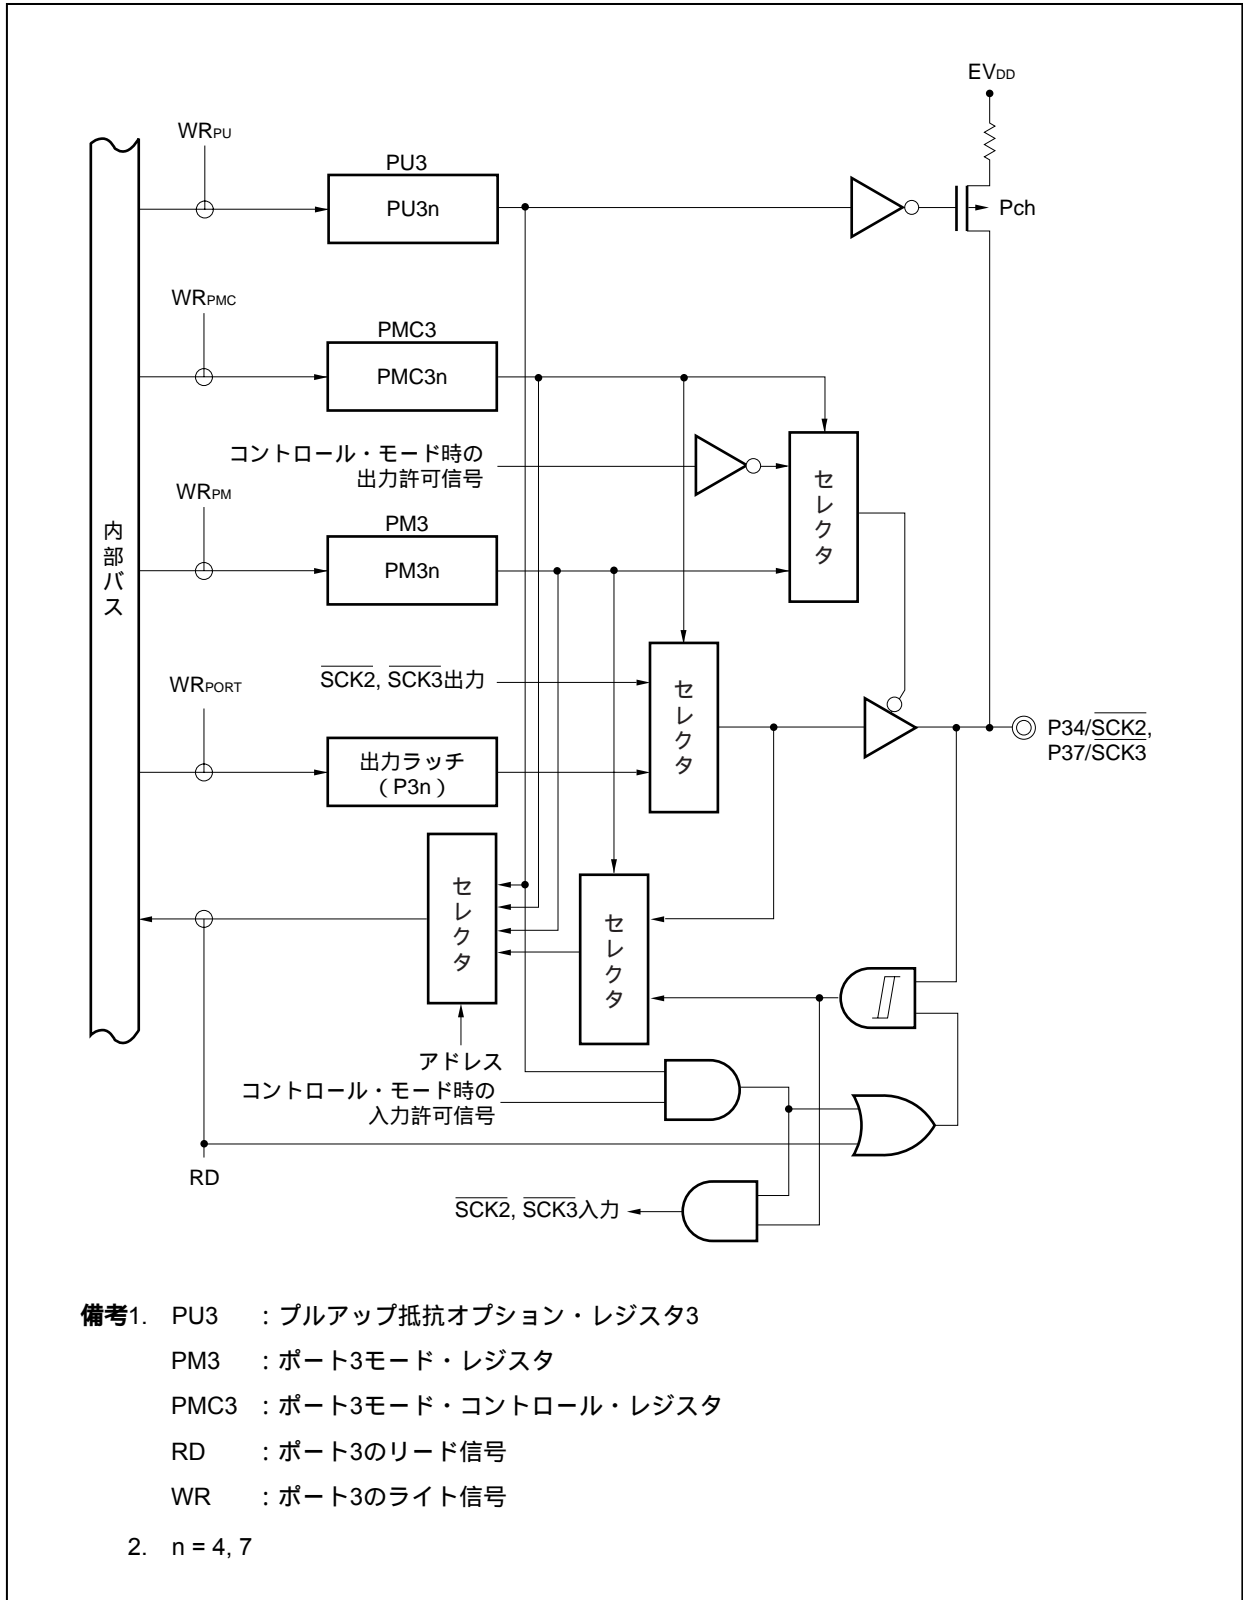 EVDD
WRPU
PU3
PU3n
Pch
WRPMC
PMC3
PMC3n
コントロール・モード時の
出力許可信号
セレクタ
WRPM
PM3
PM3n
内部バス
SCK2, SCK3出力
セレクタ
WRPORT
出力ラッチ
(P3n)
P34/SCK2,
P37/SCK3
セレクタ
セレクタ
アドレス
コントロール・モード時の
入力許可信号
RD
SCK2, SCK3入力
備考1. PU3 :プルアップ抵抗オプション・レジスタ3
PM3 :ポート3モード・レジスタ
PMC3 :ポート3モード・コントロール・レジスタ
RD :ポート3のリード信号
WR :ポート3のライト信号
2. n = 4, 7